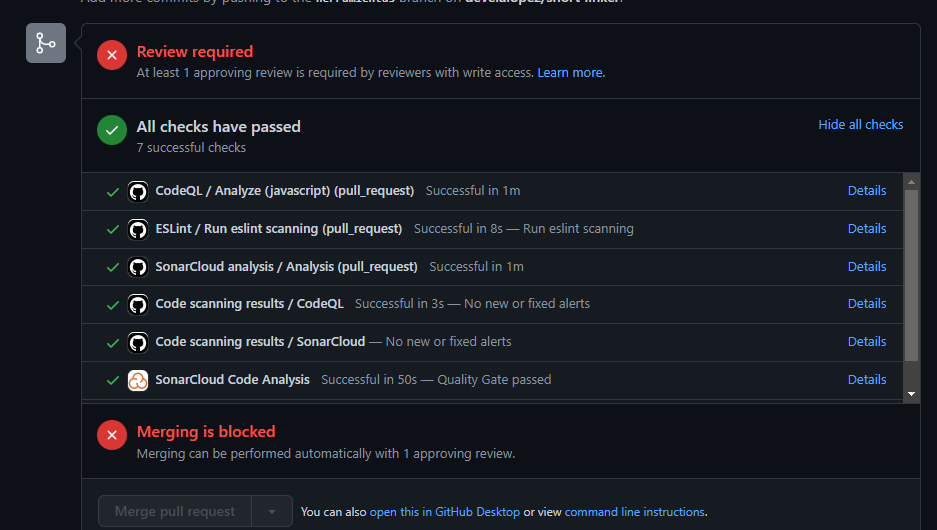 Add more commits by pushing to the herramientas branch on
Review required
At least 1 approving review is required by reviewers with write access. Learn more.
All checks have passed
Hide all checks
7 successful checks
CodeQL / Analyze (javascript) (pull_request) Successful in 1m Details
ESLint / Run eslint scanning (pull_request) Successful in 8s — Run eslint scanning Details
SonarCloud analysis / Analysis (pull_request) Successful in 1m Details
Code scanning results / CodeQL Successful in 3s — No new or fixed alerts Details
Code scanning results / SonarCloud — No new or fixed alerts Details
SonarCloud Code Analysis Successful in 50s — Quality Gate passed Details
Merging is blocked
Merging can be performed automatically with 1 approving review.
Merge pull request
You can also open this in GitHub Desktop or view command line instructions.